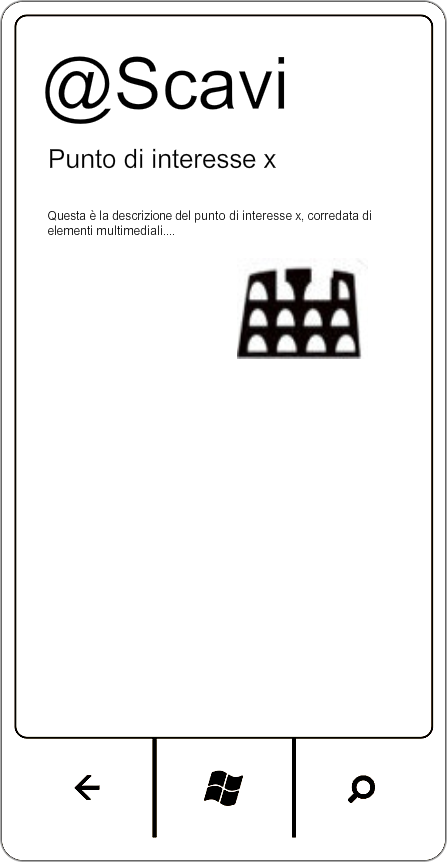 @Scavi
Punto di interesse x
Questa è la descrizione del punto di interesse x, corredata di
elementi multimediali....